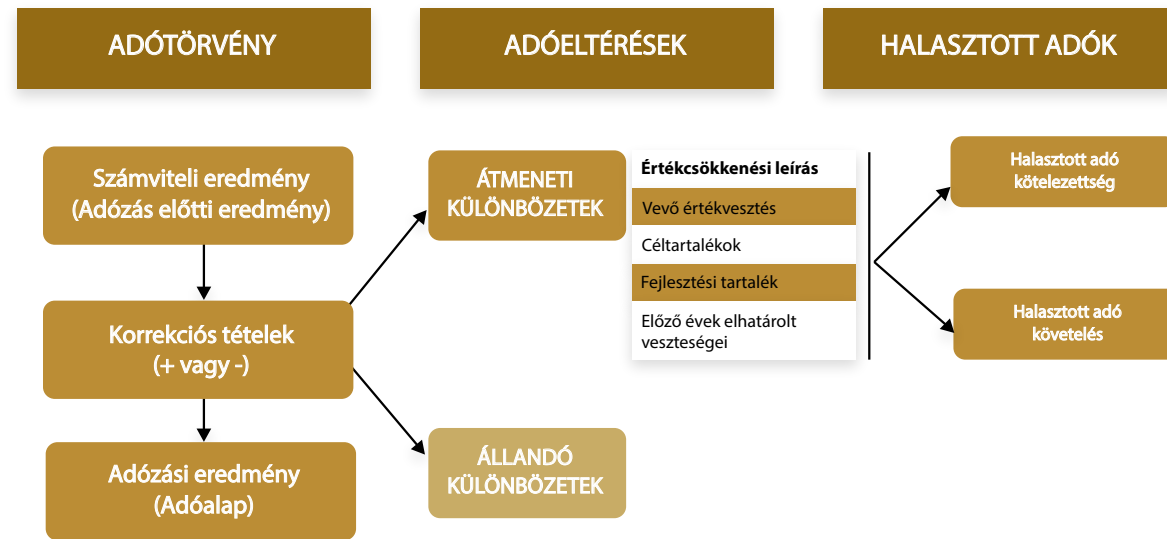 ADÓTÖRVÉNY
ADÓELTÉRÉSEK
HALASZTOTT ADÓK
Számviteli eredmény
(Adózás előtti eredmény)
Korrekciós tételek
(+ vagy -)
Adózási eredmény
(Adóalap)
ÁTMENETI
KÜLÖNBÖZETEK
ÁLLANDÓ
KÜLÖNBÖZETEK
Értékcsökkenési leírás
Vevő értékvesztés
Céltartalékok
Fejlesztési tartalék
Előző évek elhatárolt
veszteségei
Halasztott adó
kötelezettség
Halasztott adó
követelés